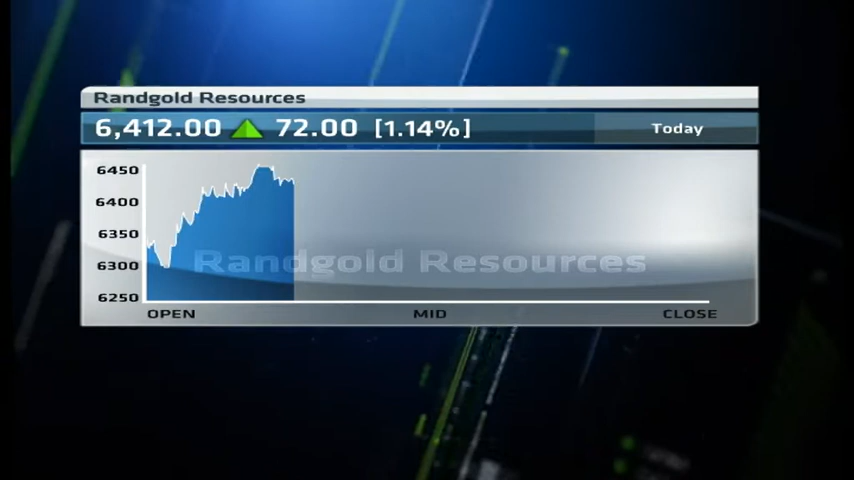 Randgold Resources
6,412.00 72.00 [1.14%] Today
6450
6400
6350
6300
6250
Randgold Resources
OPEN MID CLOSE